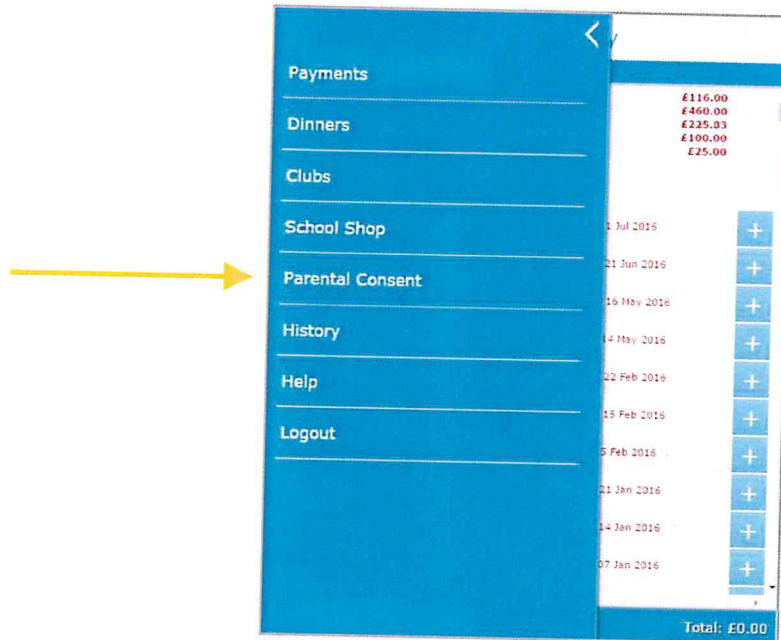 Payments
Dinners
Clubs
School Shop
Parental Consent
History
Help
Logout
£116.00
£460.00
£225.83
£100.00
£25.00
1 Jul 2016
21 Jun 2016
16 May 2016
14 May 2016
22 Feb 2016
15 Feb 2016
5 Feb 2016
21 Jan 2016
14 Jan 2016
07 Jan 2016
Total: £0.00